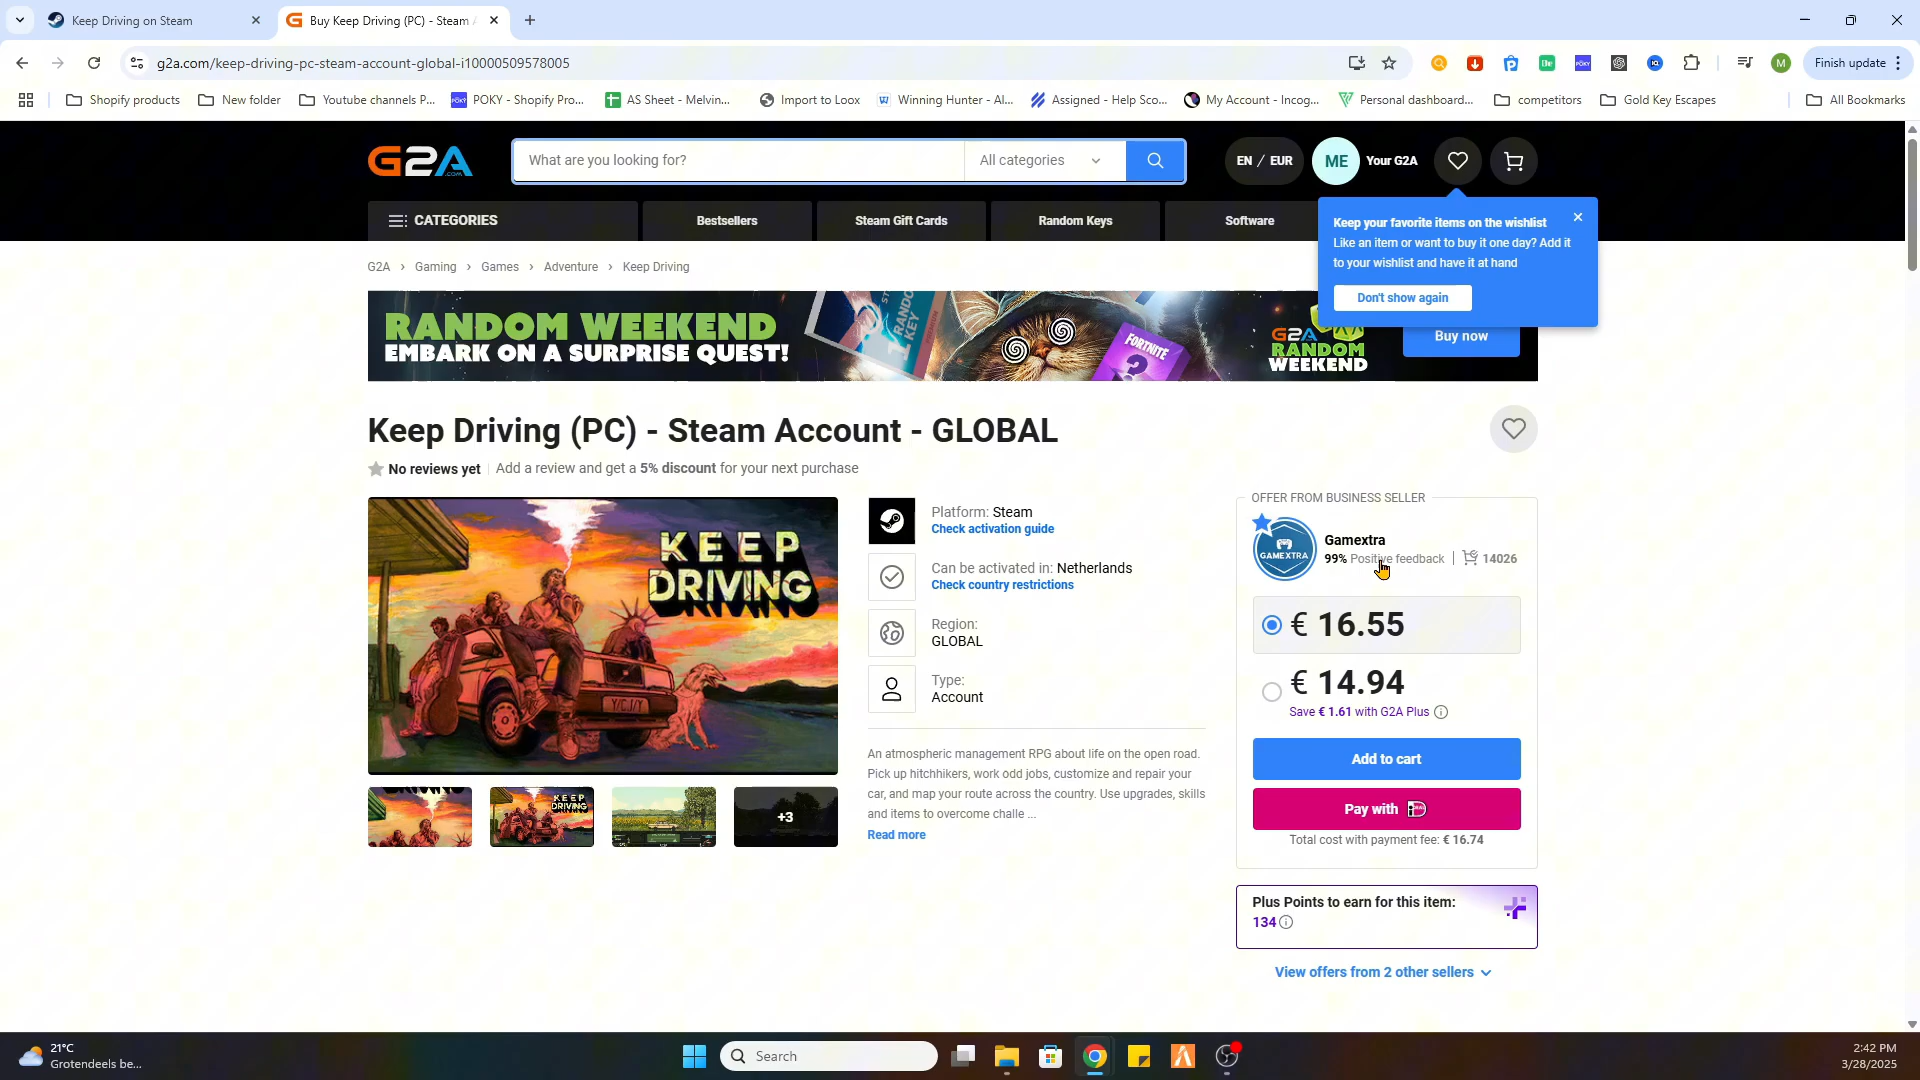 Keep Driving on Steam
Buy Keep Driving (PC) - Steam A
g2a.com/keep-driving-pc-steam-account-global-i10000509578005
Finish update
M
Shopify products
New folder
Youtube channels P...
POKY - Shopify Pro...
AS Sheet - Melvin...
Import to Loox
Winning Hunter - AI...
Assigned - Help Sco...
My Account - Incog...
Personal dashboard...
competitors
Gold Key Escapes
All Bookmarks
G2A.COM
What are you looking for?
All categories
EN / EUR
ME
Your G2A
CATEGORIES
Bestsellers
Steam Gift Cards
Random Keys
Software
Keep your favorite items on the wishlist
Like an item or want to buy it one day? Add it
to your wishlist and have it at hand
Don't show again
G2A › Gaming › Games › Adventure › Keep Driving
RANDOM WEEKEND
EMBARK ON A SURPRISE QUEST!
FORTNITE
?
G2A
RANDOM
WEEKEND
Buy now
Keep Driving (PC) - Steam Account - GLOBAL
No reviews yet
Add a review and get a 5% discount for your next purchase
KEEP
DRIVING
Platform: Steam
Check activation guide
Can be activated in: Netherlands
Check country restrictions
Region:
GLOBAL
Type:
Account
An atmospheric management RPG about life on the open road.
Pick up hitchhikers, work odd jobs, customize and repair your
car, and map your route across the country. Use upgrades, skills
and items to overcome challe ...
Read more
+3
OFFER FROM BUSINESS SELLER
GAMEXTRA
Gamextra
99% Positive feedback
14026
€ 16.55
€ 14.94
Save € 1.61 with G2A Plus
Add to cart
Pay with
Total cost with payment fee: € 16.74
Plus Points to earn for this item:
134
View offers from 2 other sellers
21°C
Grotendeels be...
Search
2:42 PM
3/28/2025